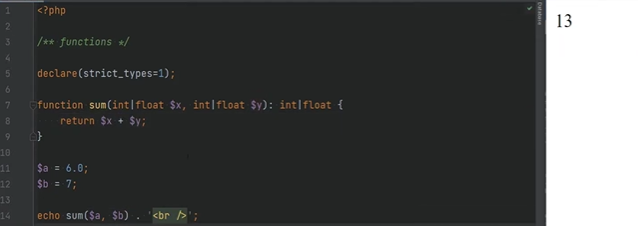 1 <?php
2
3 /** functions */
4
5 declare(strict_types=1);
6
7 function sum(int|float $x, int|float $y): int|float {
8 return $x + $y;
9 }
10
11 $a = 6.0;
12 $b = 7;
13
14 echo sum($a, $b) . '<br />';
Database
13